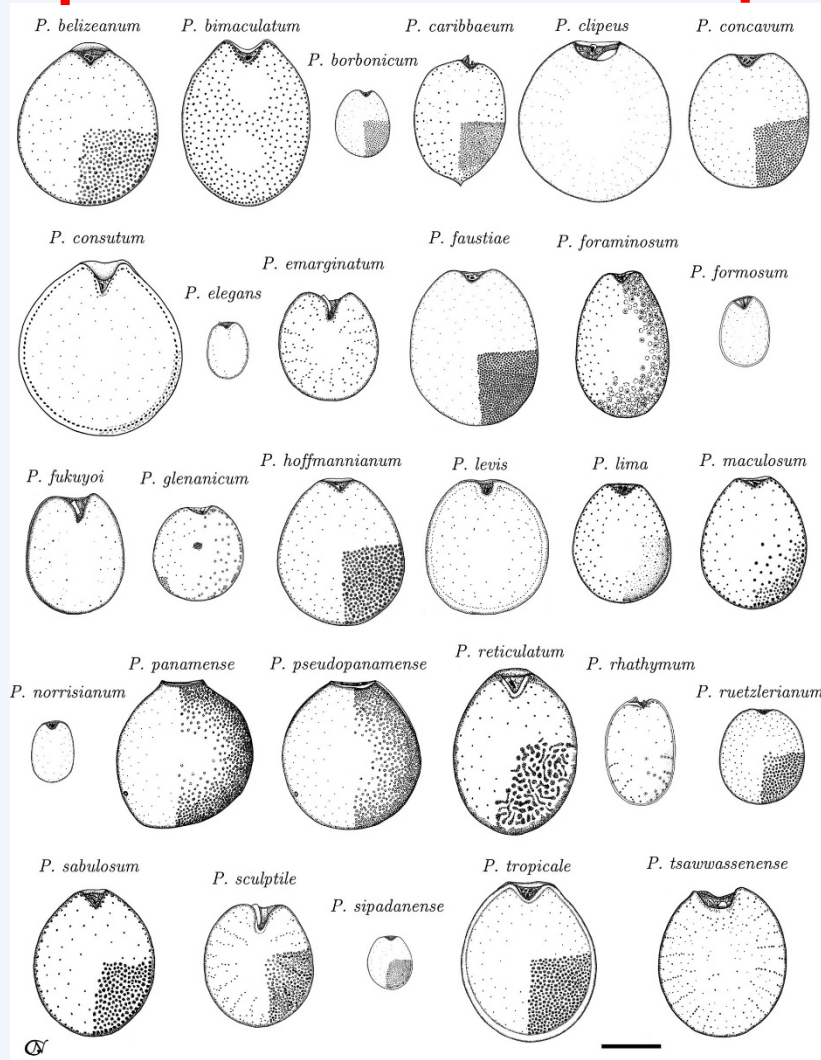 P. belizeanum
P. bimaculatum
P. borbonicum
P. caribbaeum
P. clipeus
P. concavum
P. consutum
P. elegans
P. emarginatum
P. faustiae
P. foraminosum
P. formosum
P. fukuyoi
P. glenanicum
P. hoffmannianum
P. levis
P. lima
P. maculosum
P. norrisianum
P. panamense
P. pseudopanamense
P. reticulatum
P. rhathymum
P. ruetzlerianum
P. sabulosum
P. sculptile
P. sipadanense
P. tropicale
P. tsawwassenense